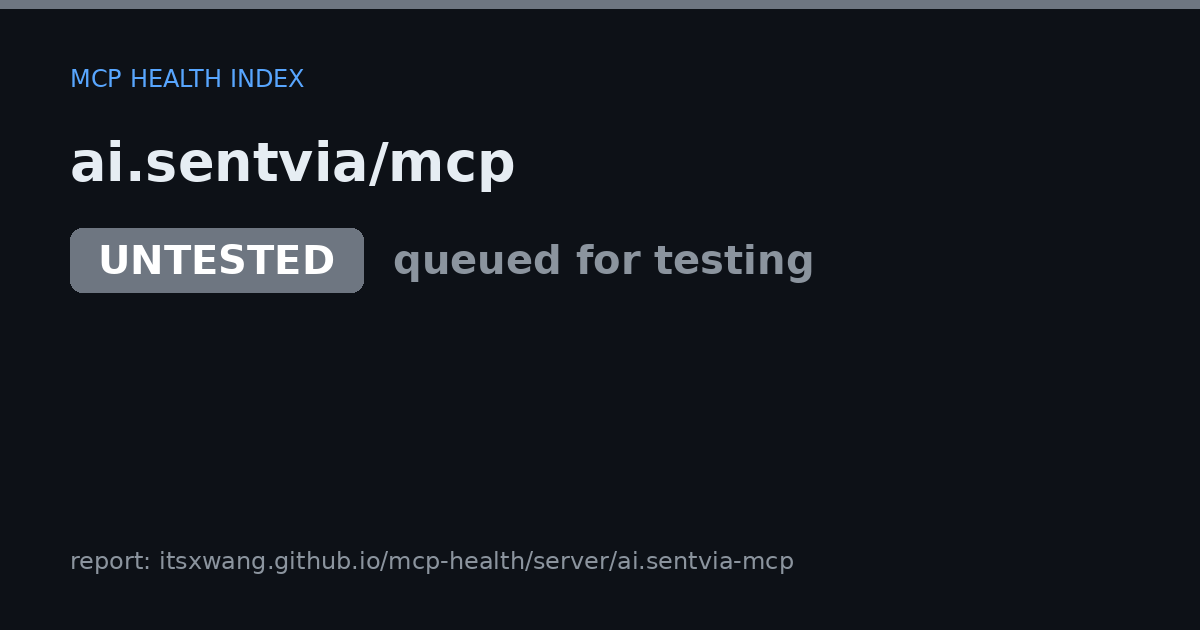 MCP HEALTH INDEX
ai.sentvia/mcp
UNTESTED queued for testing
report: itsxwang.github.io/mcp-health/server/ai.sentvia-mcp